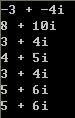 -3 + -4i
8 + 10i
3 + 4i
4 + 5i
3 + 4i
5 + 6i
5 + 6i